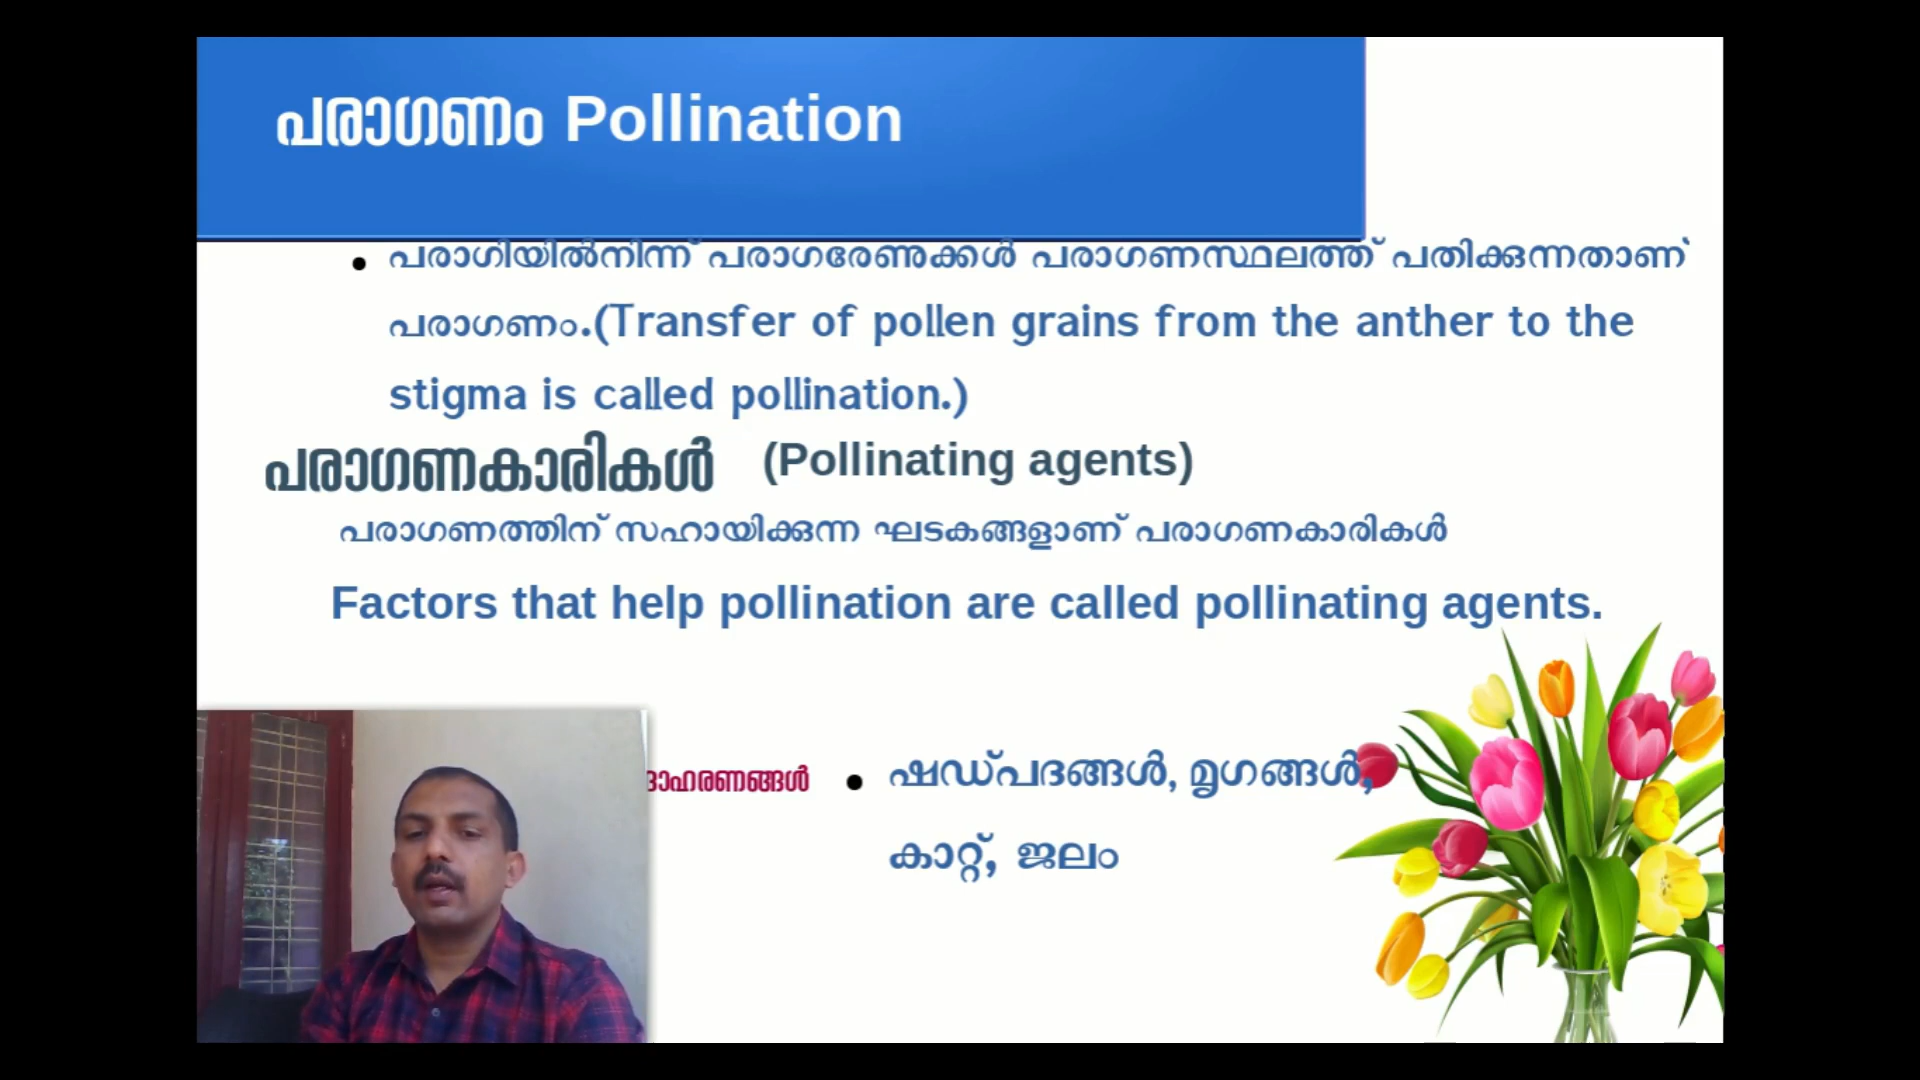 പരാഗണം Pollination
• പരാഗിയിൽനിന്ന് പരാഗരേണുക്കൾ പരാഗണസ്ഥലത്ത് പതിക്കുന്നതാണ്
പരാഗണം.(Transfer of pollen grains from the anther to the
stigma is called pollination.)
പരാഗണകാരികൾ (Pollinating agents)
പരാഗണത്തിന് സഹായിക്കുന്ന ഘടകങ്ങളാണ് പരാഗണകാരികൾ
Factors that help pollination are called pollinating agents.
• ഷഡ്പദങ്ങൾ, മൃഗങ്ങൾ,
കാറ്റ്, ജലം